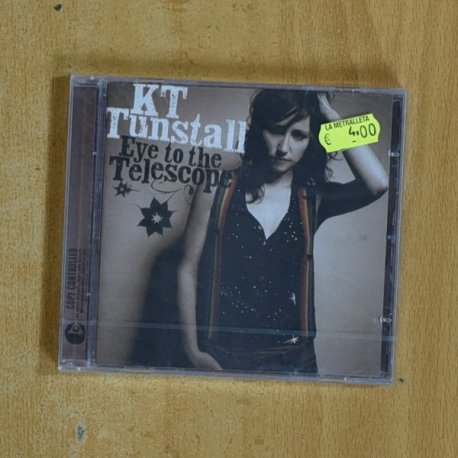 KT
Tunstall
Eye to the
Telescope
LA METRALLETA
€ 4.00
COPY CONTROLLED